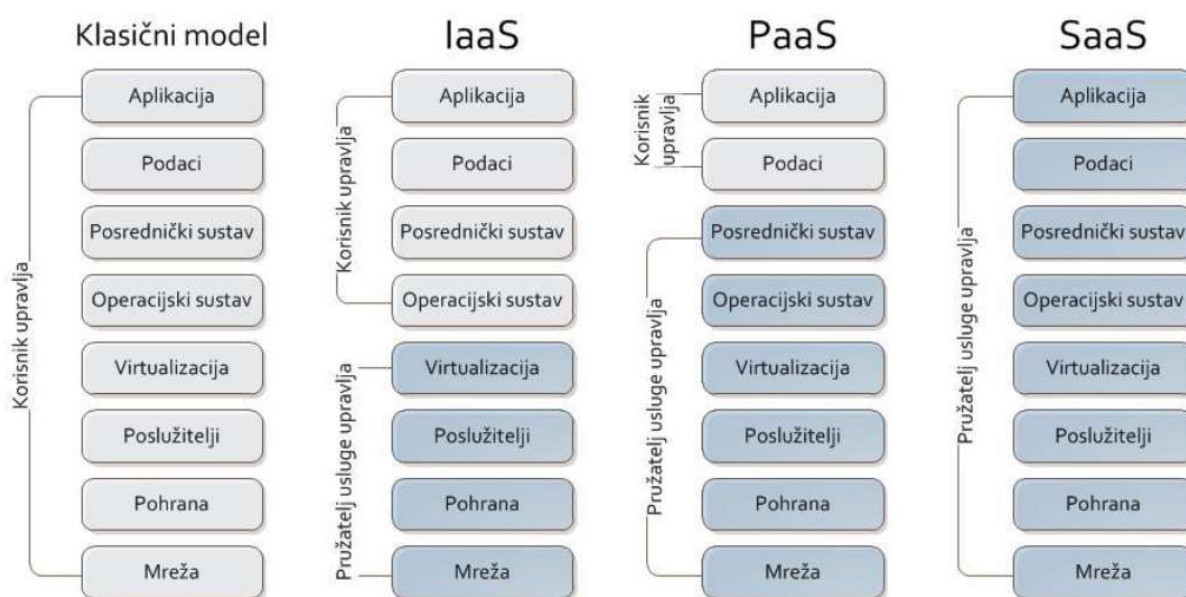 Klasični model
Korisnik upravlja
Aplikacija
Podaci
Posrednički sustav
Operacijski sustav
Virtualizacija
Poslužitelji
Pohrana
Mreža
IaaS
Korisnik upravlja
Pružatelj usluge upravlja
Aplikacija
Podaci
Posrednički sustav
Operacijski sustav
Virtualizacija
Poslužitelji
Pohrana
Mreža
PaaS
Korisnik
upravlja
Pružatelj usluge upravlja
Aplikacija
Podaci
Posrednički sustav
Operacijski sustav
Virtualizacija
Poslužitelji
Pohrana
Mreža
SaaS
Pružatelj usluge upravlja
Aplikacija
Podaci
Posrednički sustav
Operacijski sustav
Virtualizacija
Poslužitelji
Pohrana
Mreža